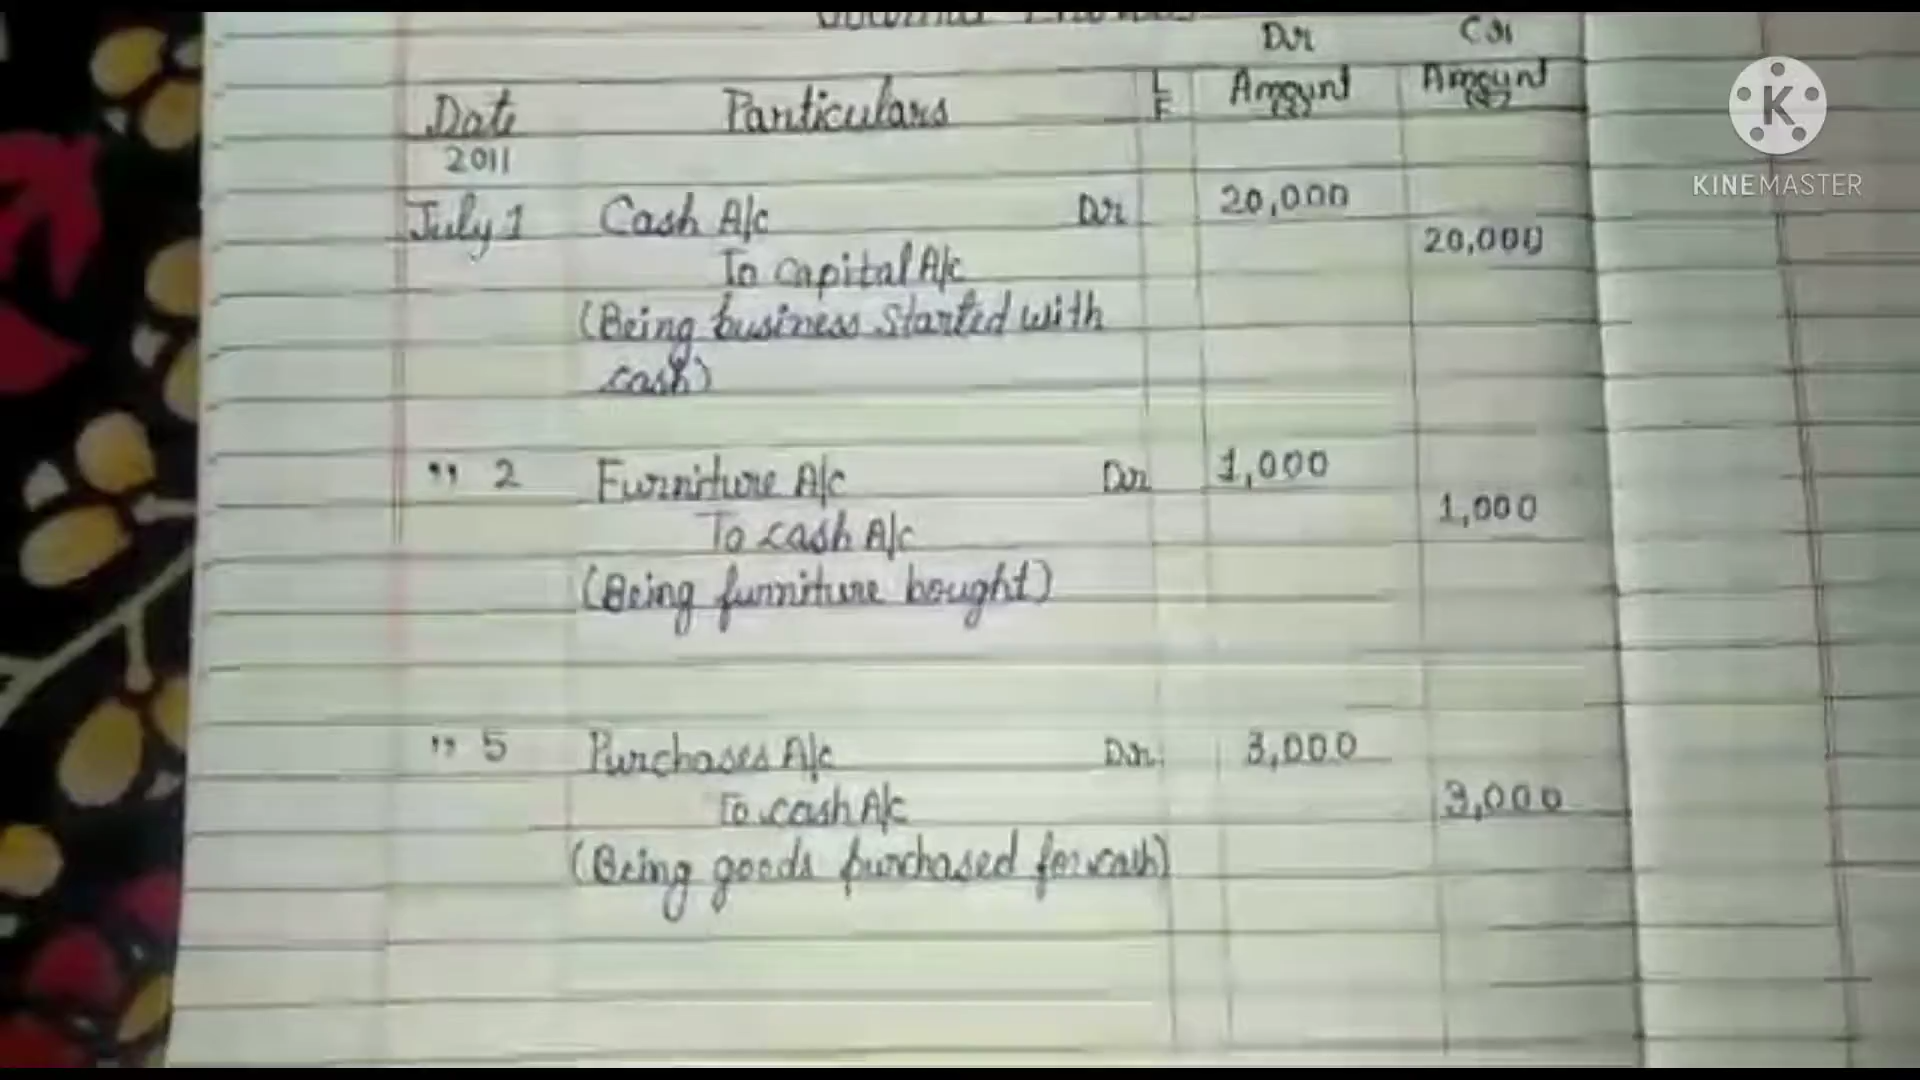 Dr Cr
Date Particulars L F Amount (₹) Amount (₹)
2011
July 1 Cash A/c Dr 20,000
To capital A/c 20,000
(Being business started with
cash)
" 2 Furniture A/c Dr 1,000
To cash A/c 1,000
(Being furniture bought)
" 5 Purchases A/c Dr. 3,000
To cash A/c 3,000
(Being goods purchased for cash)
K
KINEMASTER